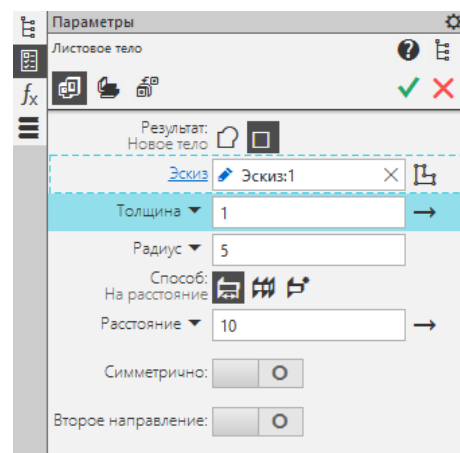 Параметры
Листовое тело
fx
Результат:
Новое тело
Эскиз Эскиз:1
Толщина 1
Радиус 5
Способ:
На расстояние
Расстояние 10
Симметрично:
Второе направление: